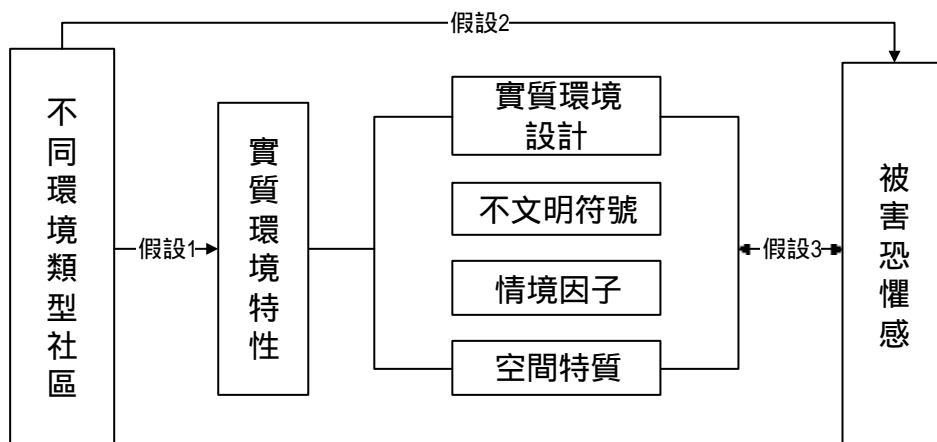 假設2
不同環境類型社區
假設1
實質環境特性
實質環境
設計
不文明符號
情境因子
空間特質
假設3
被害恐懼感